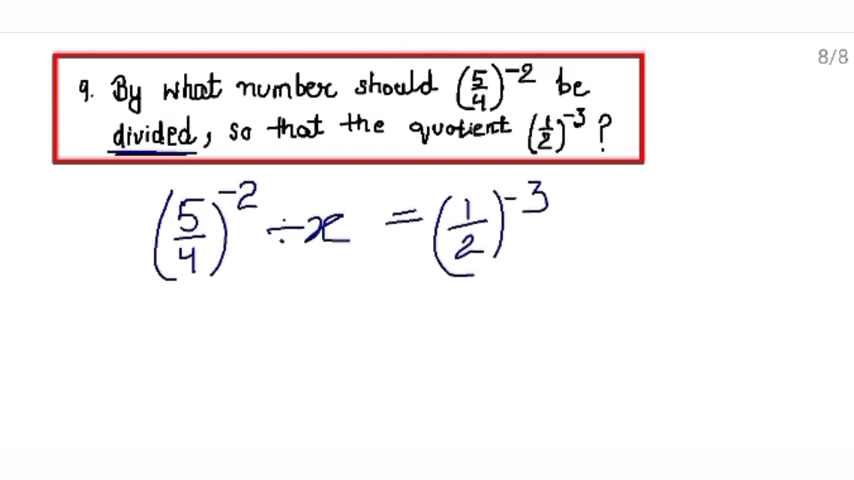 8/8
9. By what number should (5/4)^-2 be
divided, so that the quotient (1/2)^-3 ?
(5/4)^-2 ÷ x = (1/2)^-3